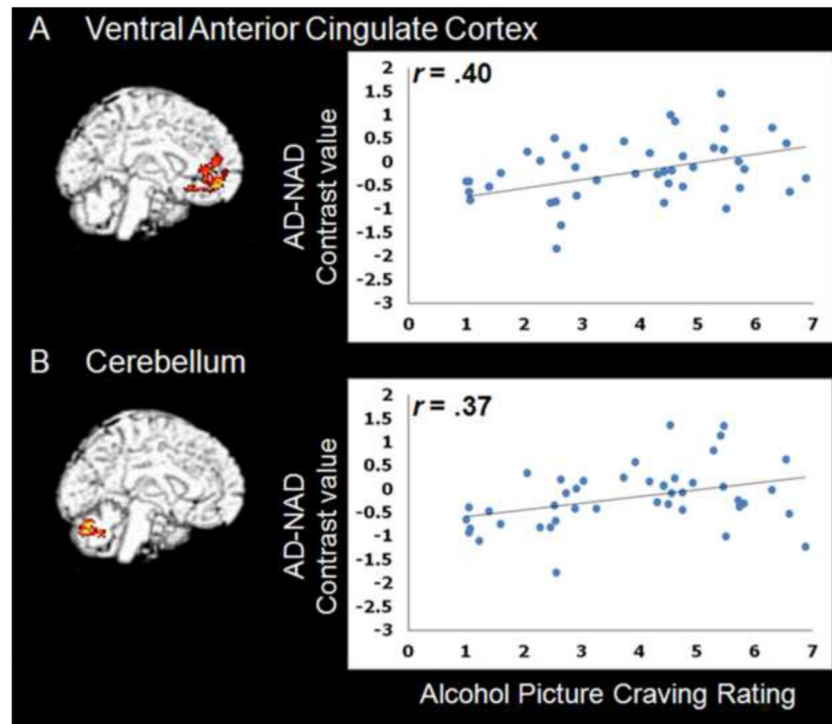 A Ventral Anterior Cingulate Cortex
r = .40
AD-NAD
Contrast value
2
1.5
1
0.5
0
-0.5
-1
-1.5
-2
-2.5
-3
0 1 2 3 4 5 6 7
B Cerebellum
r = .37
AD-NAD
Contrast value
2
1.5
1
0.5
0
-0.5
-1
-1.5
-2
-2.5
-3
0 1 2 3 4 5 6 7
Alcohol Picture Craving Rating